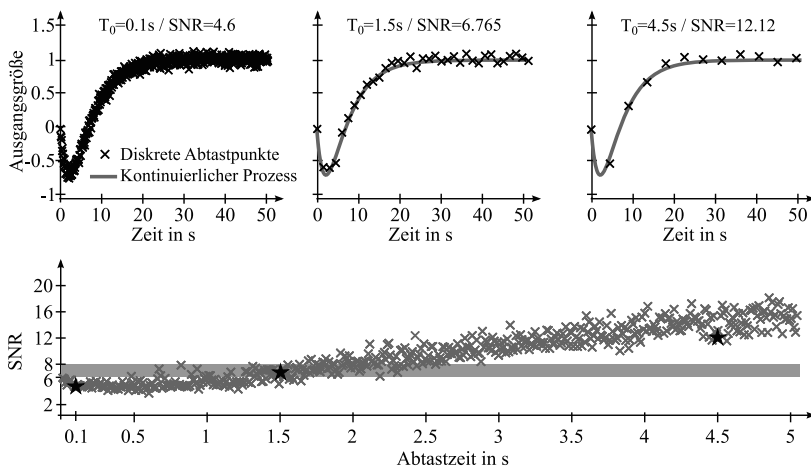 T0=0.1s / SNR=4.6
T0=1.5s / SNR=6.765
T0=4.5s / SNR=12.12
Ausgangsgröße
1.5
1
0.5
0
-0.5
-1
× Diskrete Abtastpunkte
Kontinuierlicher Prozess
0 10 20 30 40 50
0 10 20 30 40 50
0 10 20 30 40 50
Zeit in s
Zeit in s
Zeit in s
SNR
20
16
12
8
6
2
0.1 0.5 1 1.5 2 2.5 3 3.5 4 4.5 5
Abtastzeit in s